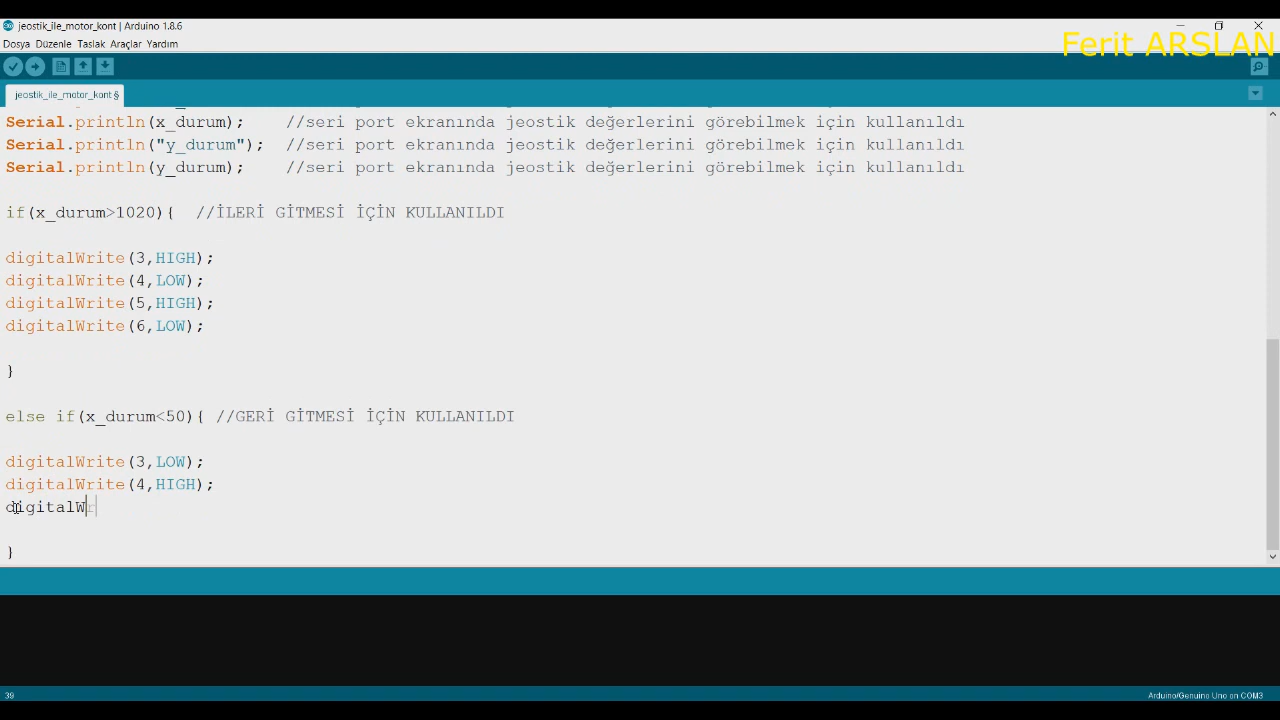 jeostik_ile_motor_kont | Arduino 1.8.6
Dosya Düzenle Taslak Araçlar Yardım
Ferit ARSLAN
jeostik_ile_motor_kont §
Serial.println(x_durum);    //seri port ekranında jeostik değerlerini görebilmek için kullanıldı
Serial.println("y_durum");  //seri port ekranında jeostik değerlerini görebilmek için kullanıldı
Serial.println(y_durum);    //seri port ekranında jeostik değerlerini görebilmek için kullanıldı
if(x_durum>1020){  //İLERİ GİTMESİ İÇİN KULLANILDI
digitalWrite(3,HIGH);
digitalWrite(4,LOW);
digitalWrite(5,HIGH);
digitalWrite(6,LOW);
}
else if(x_durum<50){ //GERİ GİTMESİ İÇİN KULLANILDI
digitalWrite(3,LOW);
digitalWrite(4,HIGH);
digitalWr
}
39
Arduino/Genuino Uno on COM3